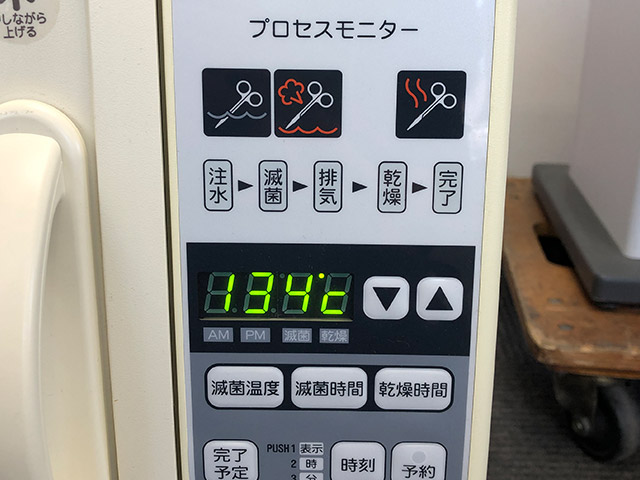 しながら
上げる
プロセスモニター
注水 ▶ 滅菌 ▶ 排気 ▶ 乾燥 ▶ 完了
134°c
▼ ▲
AM PM 滅菌 乾燥
滅菌温度 滅菌時間 乾燥時間
完了予定
PUSH 1 表示
2 時
3 分
時刻
予約